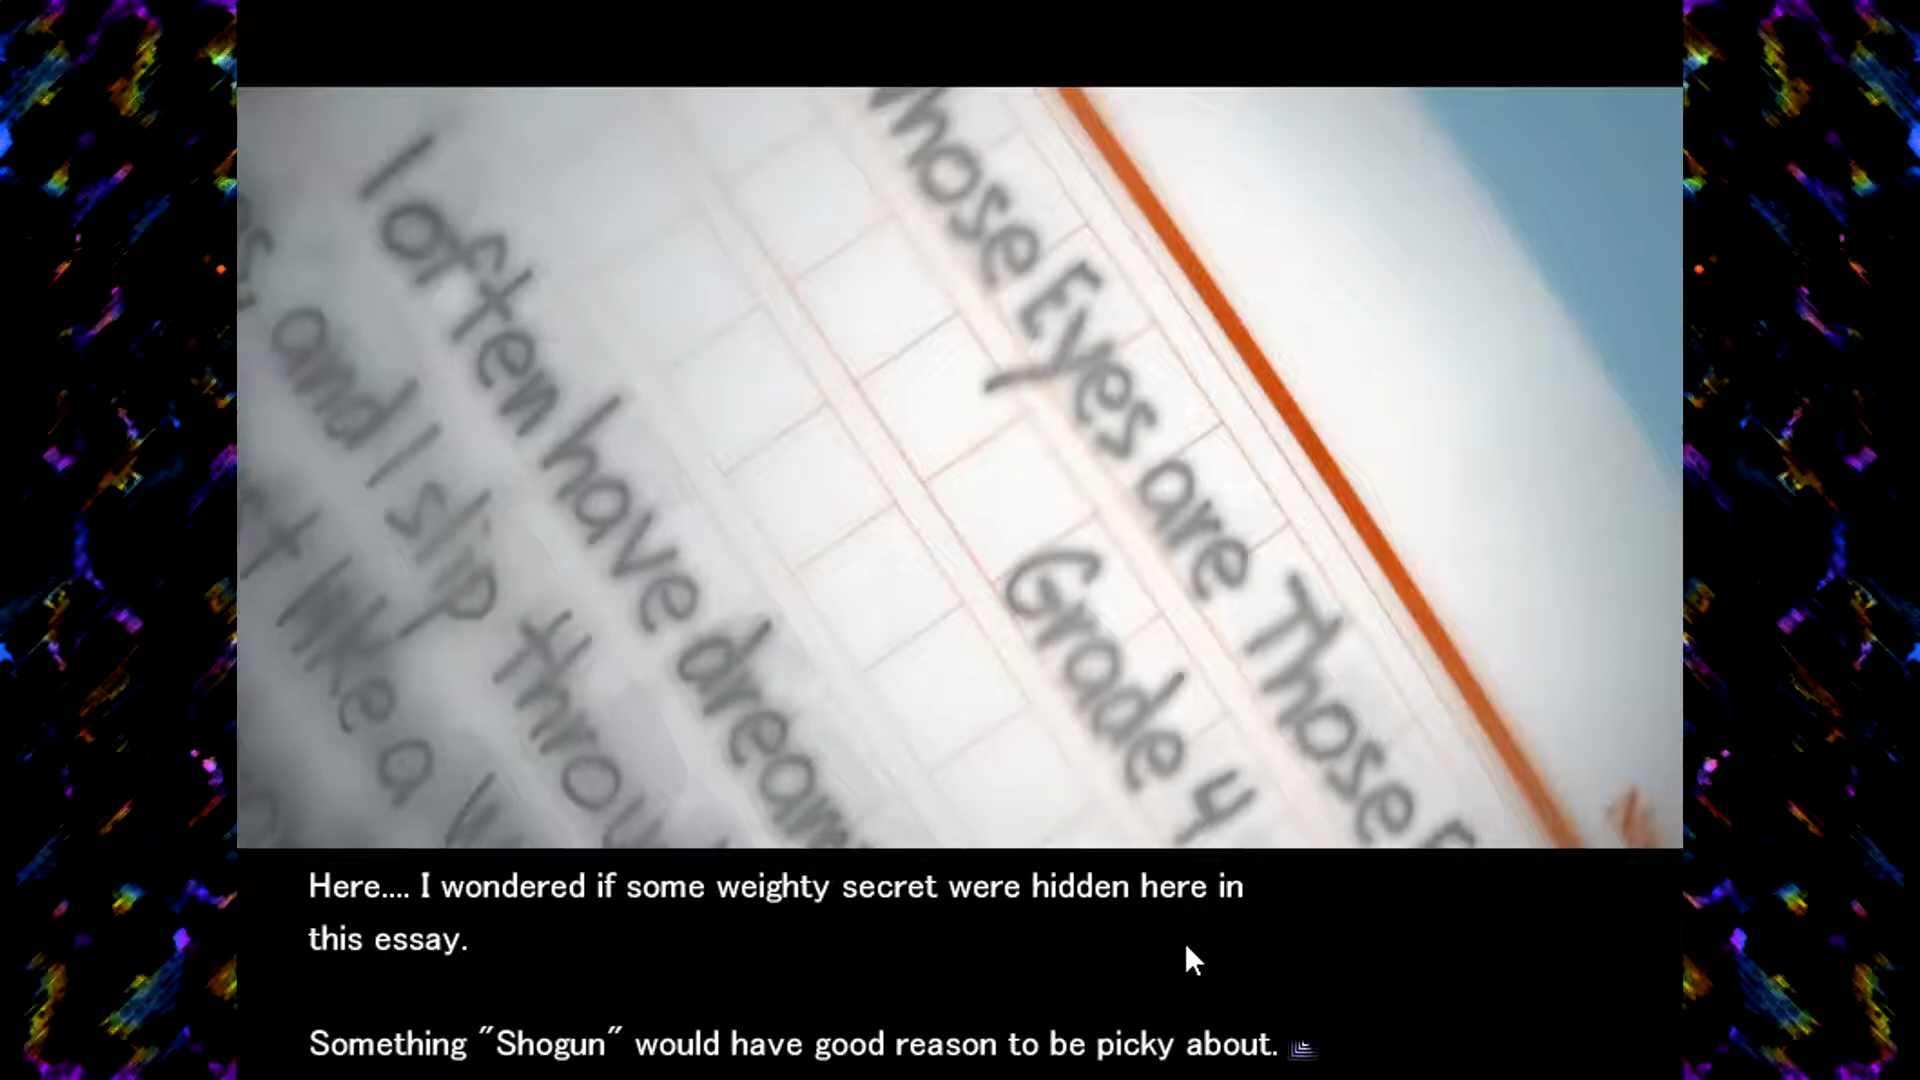 Whose Eyes are Those
Grade 4
I often have dream
and I slip throu
like a
Here.... I wondered if some weighty secret were hidden here in
this essay.
Something "Shogun" would have good reason to be picky about.